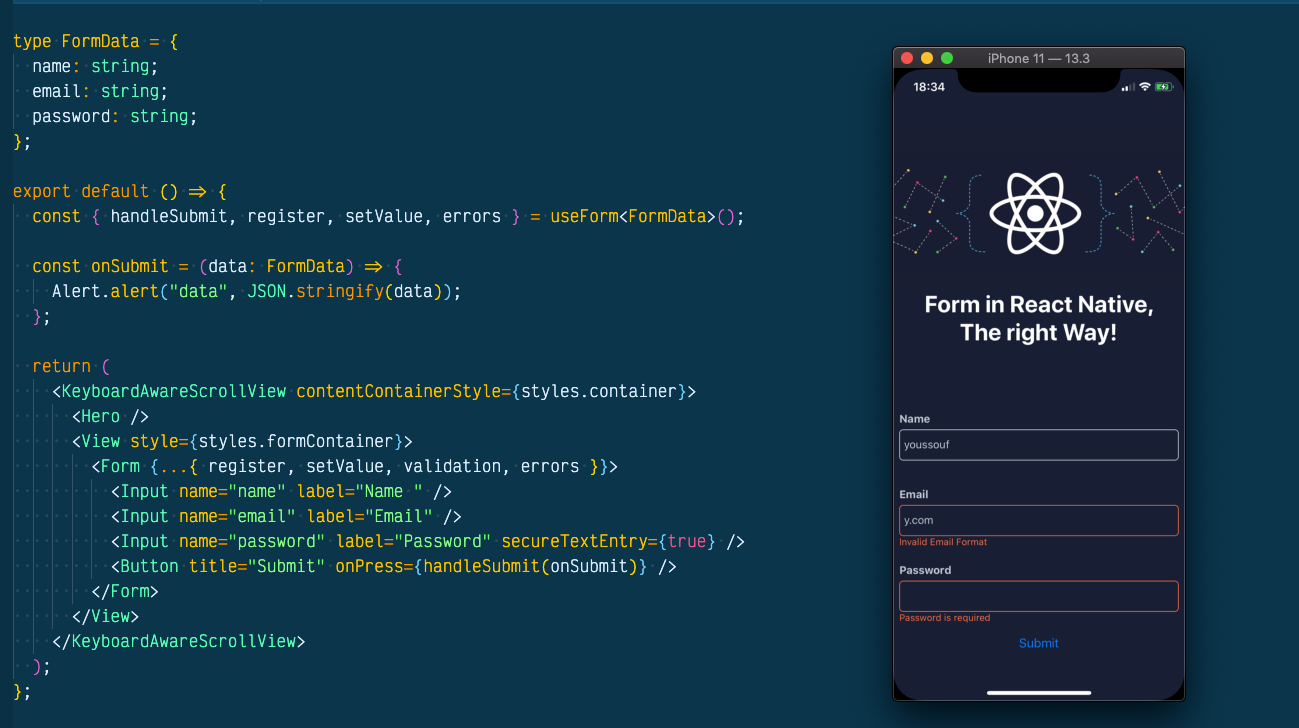 type FormData = {
  name: string;
  email: string;
  password: string;
};

export default () => {
  const { handleSubmit, register, setValue, errors } = useForm<FormData>();

  const onSubmit = (data: FormData) => {
    Alert.alert("data", JSON.stringify(data));
  };

  return (
    <KeyboardAwareScrollView contentContainerStyle={styles.container}>
      <Hero />
      <View style={styles.formContainer}>
        <Form {...{ register, setValue, validation, errors }}>
          <Input name="name" label="Name " />
          <Input name="email" label="Email" />
          <Input name="password" label="Password" secureTextEntry={true} />
          <Button title="Submit" onPress={handleSubmit(onSubmit)} />
        </Form>
      </View>
    </KeyboardAwareScrollView>
  );
};
iPhone 11 — 13.3
18:34
Form in React Native,
The right Way!
Name
youssouf
Email
y.com
Invalid Email Format
Password
Password is required
Submit